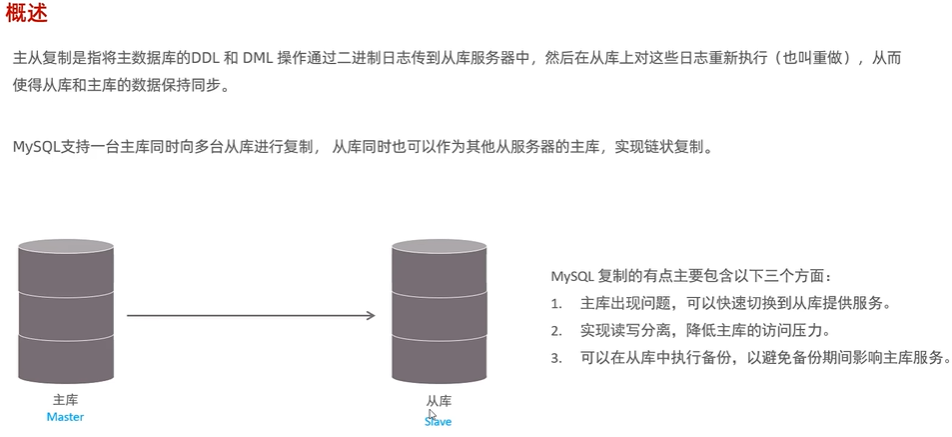 概述
主从复制是指将主数据库的DDL 和 DML 操作通过二进制日志传到从库服务器中，然后在从库上对这些日志重新执行（也叫重做），从而
使得从库和主库的数据保持同步。
MySQL支持一台主库同时向多台从库进行复制， 从库同时也可以作为其他从服务器的主库，实现链状复制。
MySQL 复制的有点主要包含以下三个方面：
1. 主库出现问题，可以快速切换到从库提供服务。
2. 实现读写分离，降低主库的访问压力。
3. 可以在从库中执行备份，以避免备份期间影响主库服务。
主库
Master
从库
Slave